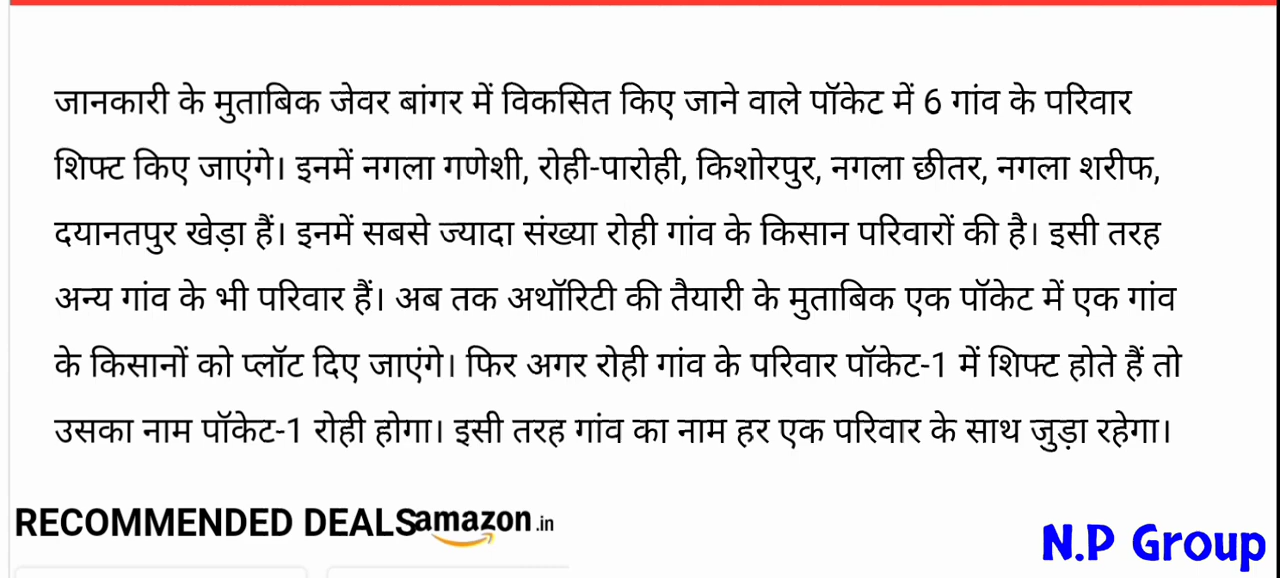 जानकारी के मुताबिक जेवर बांगर में विकसित किए जाने वाले पॉकेट में 6 गांव के परिवार
शिफ्ट किए जाएंगे। इनमें नगला गणेशी, रोही-पारोही, किशोरपुर, नगला छीतर, नगला शरीफ,
दयानतपुर खेड़ा हैं। इनमें सबसे ज्यादा संख्या रोही गांव के किसान परिवारों की है। इसी तरह
अन्य गांव के भी परिवार हैं। अब तक अथॉरिटी की तैयारी के मुताबिक एक पॉकेट में एक गांव
के किसानों को प्लॉट दिए जाएंगे। फिर अगर रोही गांव के परिवार पॉकेट-1 में शिफ्ट होते हैं तो
उसका नाम पॉकेट-1 रोही होगा। इसी तरह गांव का नाम हर एक परिवार के साथ जुड़ा रहेगा।
RECOMMENDED DEALS amazon.in
N.P Group